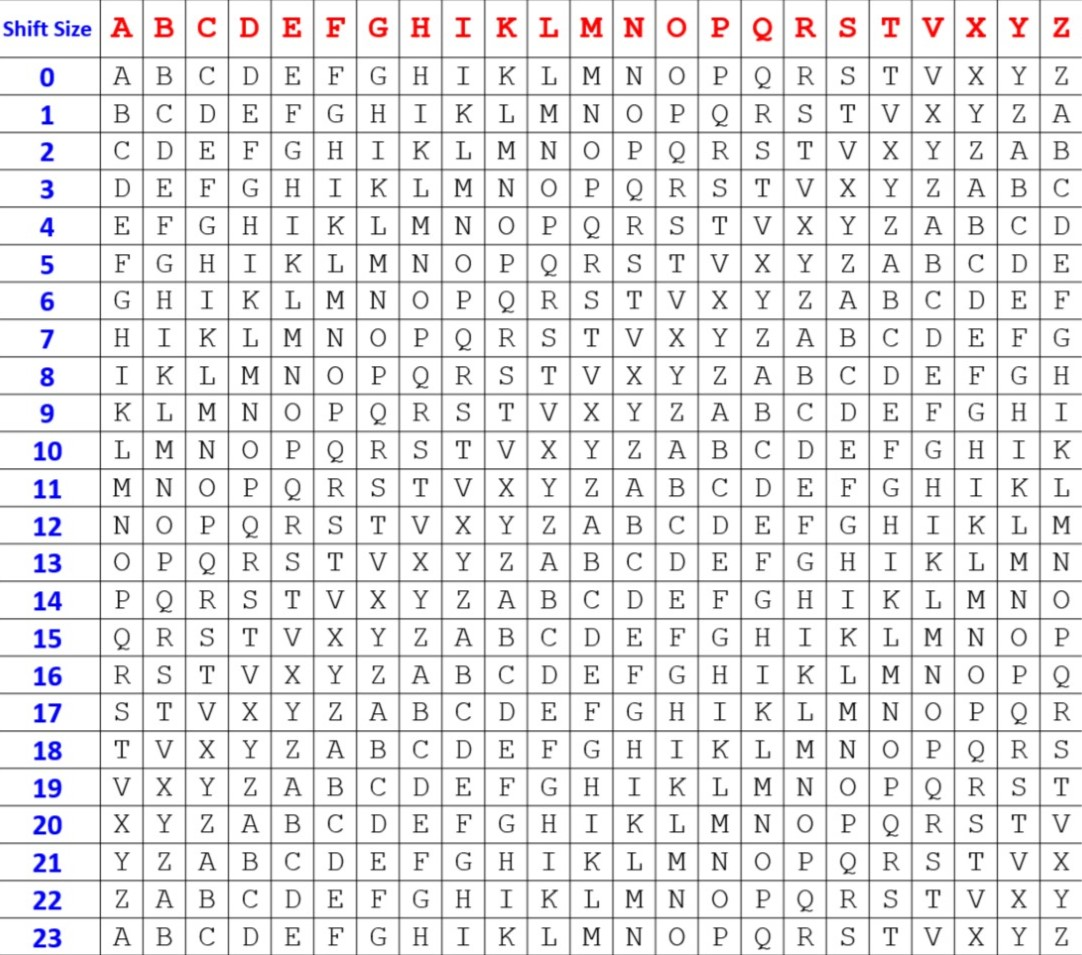 Shift Size A B C D E F G H I K L M N O P Q R S T V X Y Z
0 A B C D E F G H I K L M N O P Q R S T V X Y Z
1 B C D E F G H I K L M N O P Q R S T V X Y Z A
2 C D E F G H I K L M N O P Q R S T V X Y Z A B
3 D E F G H I K L M N O P Q R S T V X Y Z A B C
4 E F G H I K L M N O P Q R S T V X Y Z A B C D
5 F G H I K L M N O P Q R S T V X Y Z A B C D E
6 G H I K L M N O P Q R S T V X Y Z A B C D E F
7 H I K L M N O P Q R S T V X Y Z A B C D E F G
8 I K L M N O P Q R S T V X Y Z A B C D E F G H
9 K L M N O P Q R S T V X Y Z A B C D E F G H I
10 L M N O P Q R S T V X Y Z A B C D E F G H I K
11 M N O P Q R S T V X Y Z A B C D E F G H I K L
12 N O P Q R S T V X Y Z A B C D E F G H I K L M
13 O P Q R S T V X Y Z A B C D E F G H I K L M N
14 P Q R S T V X Y Z A B C D E F G H I K L M N O
15 Q R S T V X Y Z A B C D E F G H I K L M N O P
16 R S T V X Y Z A B C D E F G H I K L M N O P Q
17 S T V X Y Z A B C D E F G H I K L M N O P Q R
18 T V X Y Z A B C D E F G H I K L M N O P Q R S
19 V X Y Z A B C D E F G H I K L M N O P Q R S T
20 X Y Z A B C D E F G H I K L M N O P Q R S T V
21 Y Z A B C D E F G H I K L M N O P Q R S T V X
22 Z A B C D E F G H I K L M N O P Q R S T V X Y
23 A B C D E F G H I K L M N O P Q R S T V X Y Z